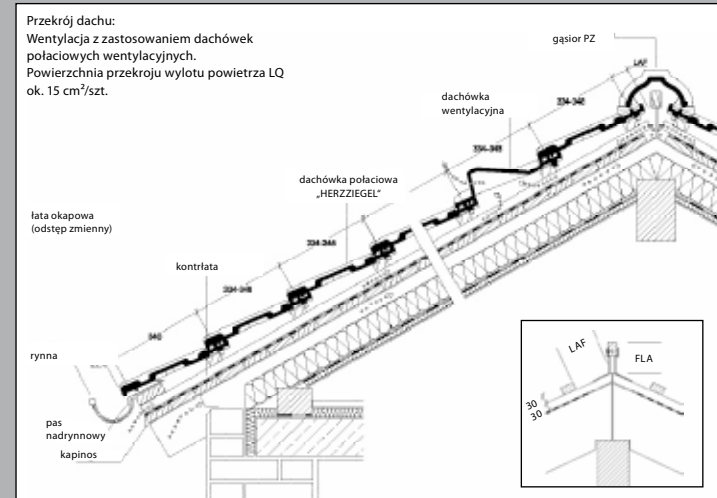 Przekrój dachu:
Wentylacja z zastosowaniem dachówek
połaciowych wentylacyjnych.
Powierzchnia przekroju wylotu powietrza LQ
ok. 15 cm²/szt.
gąsior PZ
LAF
dachówka
wentylacyjna
dachówka połaciowa
„HERZZIEGEL”
łata okapowa
(odstęp zmienny)
kontrłata
340
rynna
pas
nadrynnowy
kapinos
LAF
FLA
30
30